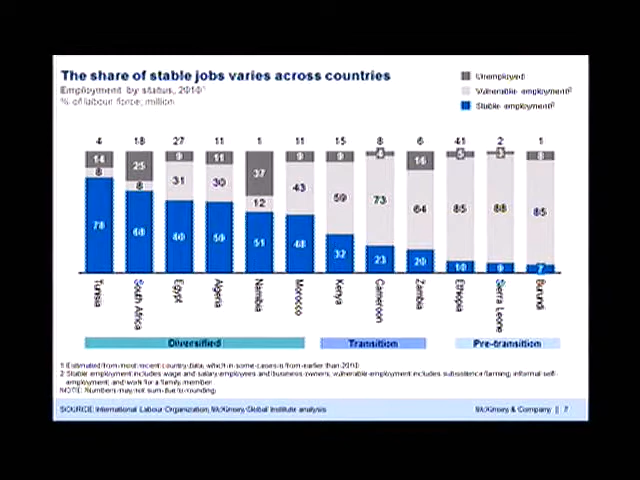 The share of stable jobs varies across countries
Employment by status, 2010¹
% of labour force, million
Unemployed
Vulnerable employment²
Stable employment²
4 18 27 11 1 11 15 8 6 41 2 1
14 25 9 11 37 9 9 4 16 5 3 8
8 8 31 30 12 43 59 73 64 85 88 85
78 68 60 59 51 48 32 23 20 10 9 7
Tunisia South Africa Egypt Algeria Namibia Morocco Kenya Cameroon Zambia Ethiopia Sierra Leone Burundi
Diversified Transition Pre-transition
1 Estimated from most recent country data, which in some cases is from earlier than 2010
2 Stable employment includes wage and salary employees and business owners; vulnerable employment includes subsistence farming, informal self-
employment, and work for a family member
NOTE: Numbers may not sum due to rounding
SOURCE: International Labour Organization; McKinsey Global Institute analysis
McKinsey & Company | 7